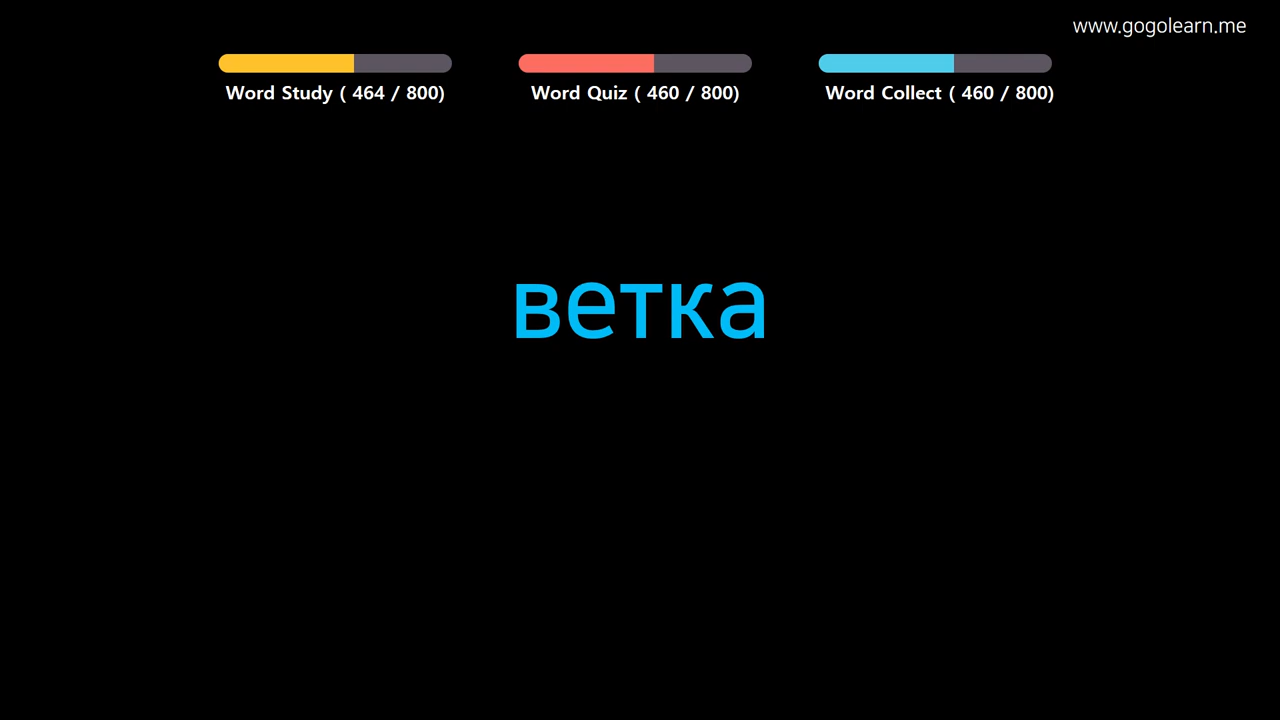 www.gogolearn.me
Word Study ( 464 / 800)
Word Quiz ( 460 / 800)
Word Collect ( 460 / 800)
ветка